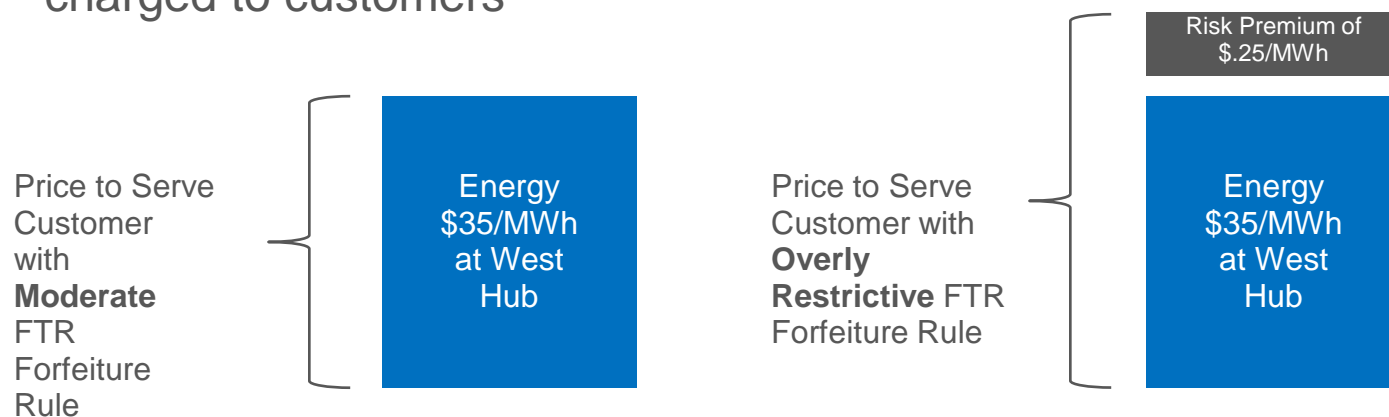 charged to customers
Price to Serve
Customer
with
Moderate
FTR
Forfeiture
Rule
Energy
$35/MWh
at West
Hub
Price to Serve
Customer with
Overly
Restrictive FTR
Forfeiture Rule
Risk Premium of
$.25/MWh
Energy
$35/MWh
at West
Hub